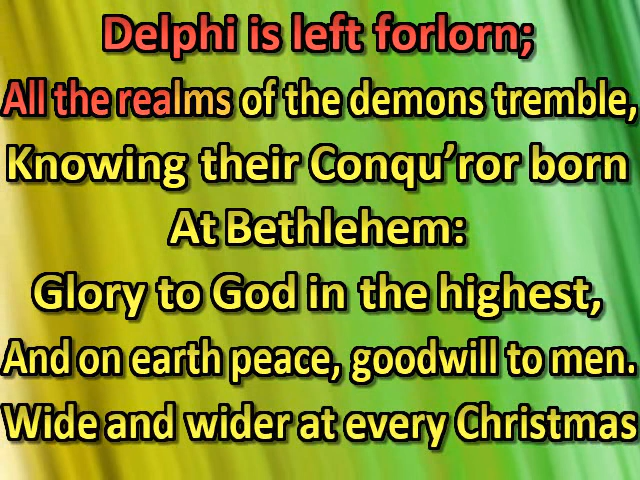 Delphi is left forlorn;
All the realms of the demons tremble,
Knowing their Conqu’ror born
At Bethlehem:
Glory to God in the highest,
And on earth peace, goodwill to men.
Wide and wider at every Christmas